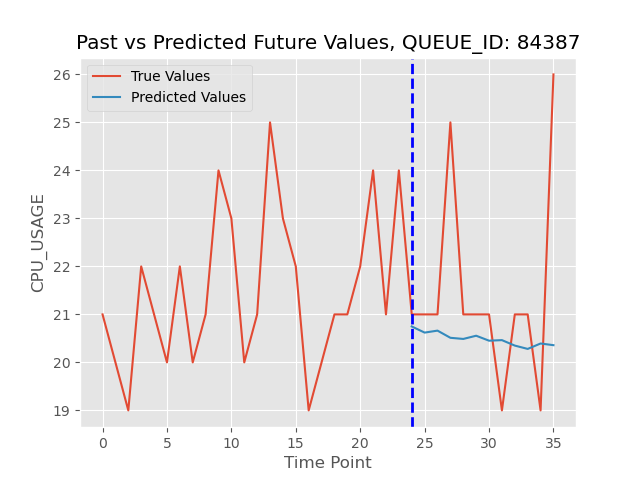 Past vs Predicted Future Values, QUEUE_ID: 84387
True Values
Predicted Values
CPU_USAGE
26
25
24
23
22
21
20
19
0 5 10 15 20 25 30 35
Time Point